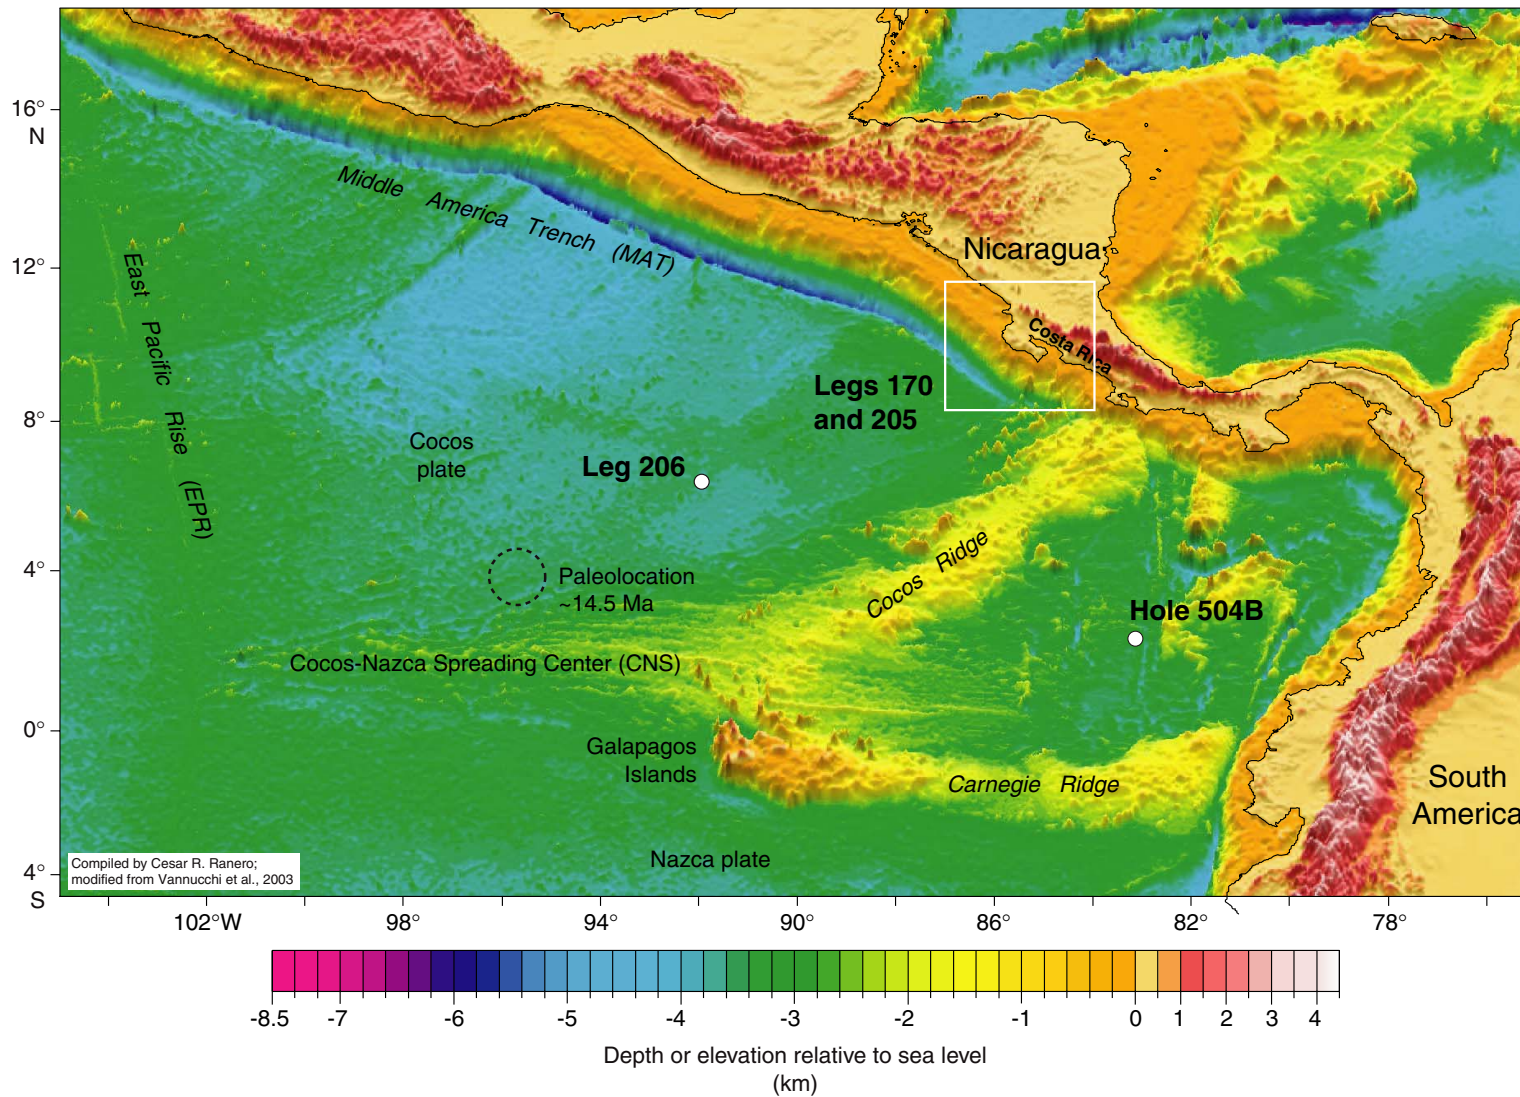 16°
N
12°
8°
4°
0°
4°
S
Middle America Trench (MAT)
East Pacific Rise (EPR)
Nicaragua
Costa Rica
Legs 170
and 205
Cocos
plate
Leg 206
Cocos Ridge
Paleolocation
~14.5 Ma
Hole 504B
Cocos-Nazca Spreading Center (CNS)
Galapagos
Islands
Carnegie Ridge
South
America
Nazca plate
Compiled by Cesar R. Ranero;
modified from Vannucchi et al., 2003
102°W 98° 94° 90° 86° 82° 78°
-8.5 -7 -6 -5 -4 -3 -2 -1 0 1 2 3 4
Depth or elevation relative to sea level
(km)